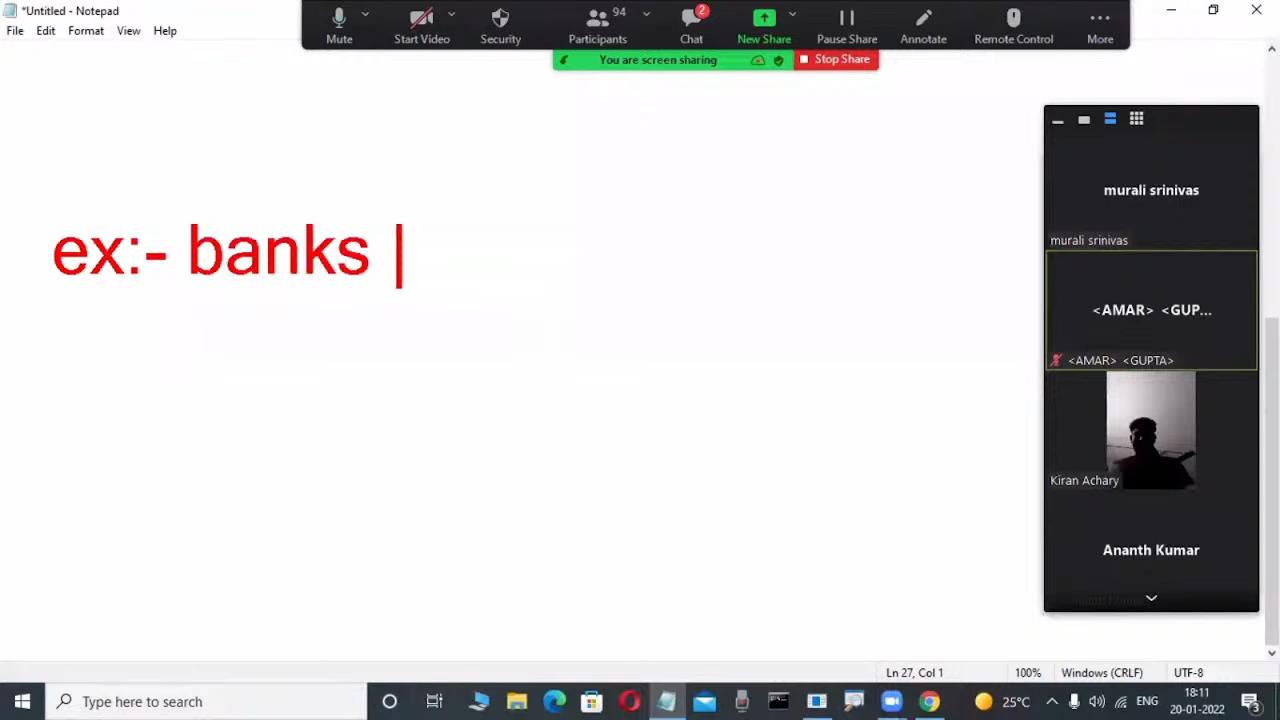 *Untitled - Notepad
File Edit Format View Help
Mute Start Video Security Participants 94 Chat 2 New Share Pause Share Annotate Remote Control More
You are screen sharing Stop Share
murali srinivas
murali srinivas
ex:- banks
<AMAR> <GUP...
<AMAR> <GUPTA>
Kiran Achary
Ananth Kumar
Ln 27, Col 1 100% Windows (CRLF) UTF-8
Type here to search 25°C ENG 18:11 20-01-2022 3